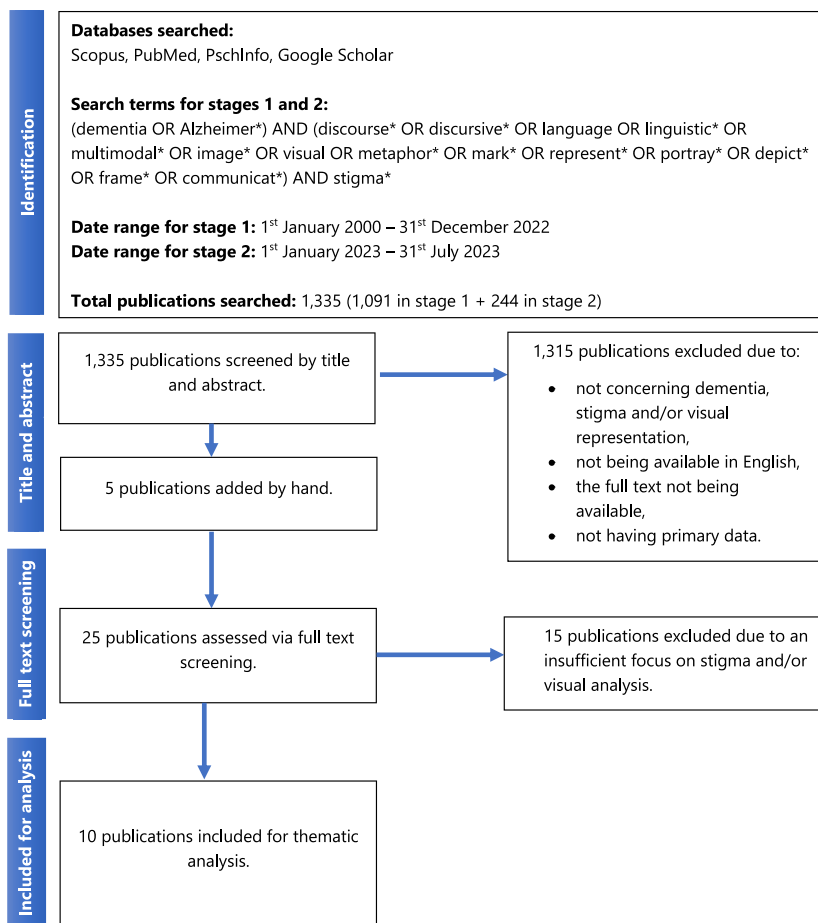 Identification
Databases searched:
Scopus, PubMed, PschInfo, Google Scholar
Search terms for stages 1 and 2:
(dementia OR Alzheimer*) AND (discourse* OR discursive* OR language OR linguistic* OR
multimodal* OR image* OR visual OR metaphor* OR mark* OR represent* OR portray* OR depict*
OR frame* OR communicat*) AND stigma*
Date range for stage 1: 1st January 2000 – 31st December 2022
Date range for stage 2: 1st January 2023 – 31st July 2023
Total publications searched: 1,335 (1,091 in stage 1 + 244 in stage 2)
Title and abstract
1,335 publications screened by title
and abstract.
1,315 publications excluded due to:
• not concerning dementia,
stigma and/or visual
representation,
• not being available in English,
• the full text not being
available,
• not having primary data.
5 publications added by hand.
Full text screening
25 publications assessed via full text
screening.
15 publications excluded due to an
insufficient focus on stigma and/or
visual analysis.
Included for analysis
10 publications included for thematic
analysis.